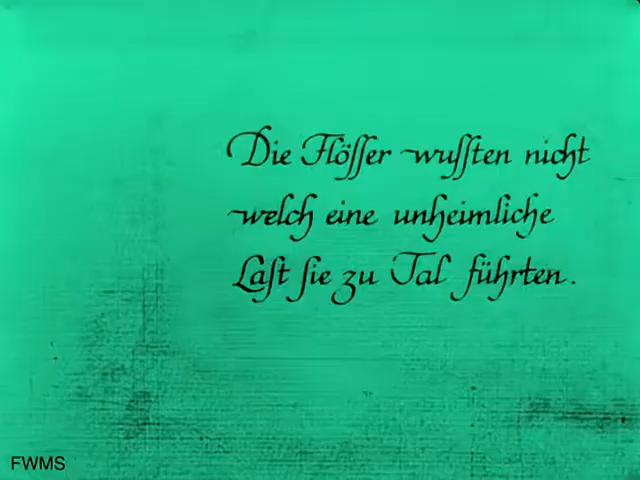 Die Flösser wussten nicht
welch eine unheimliche
Last sie zu Tal führten.
FWMS